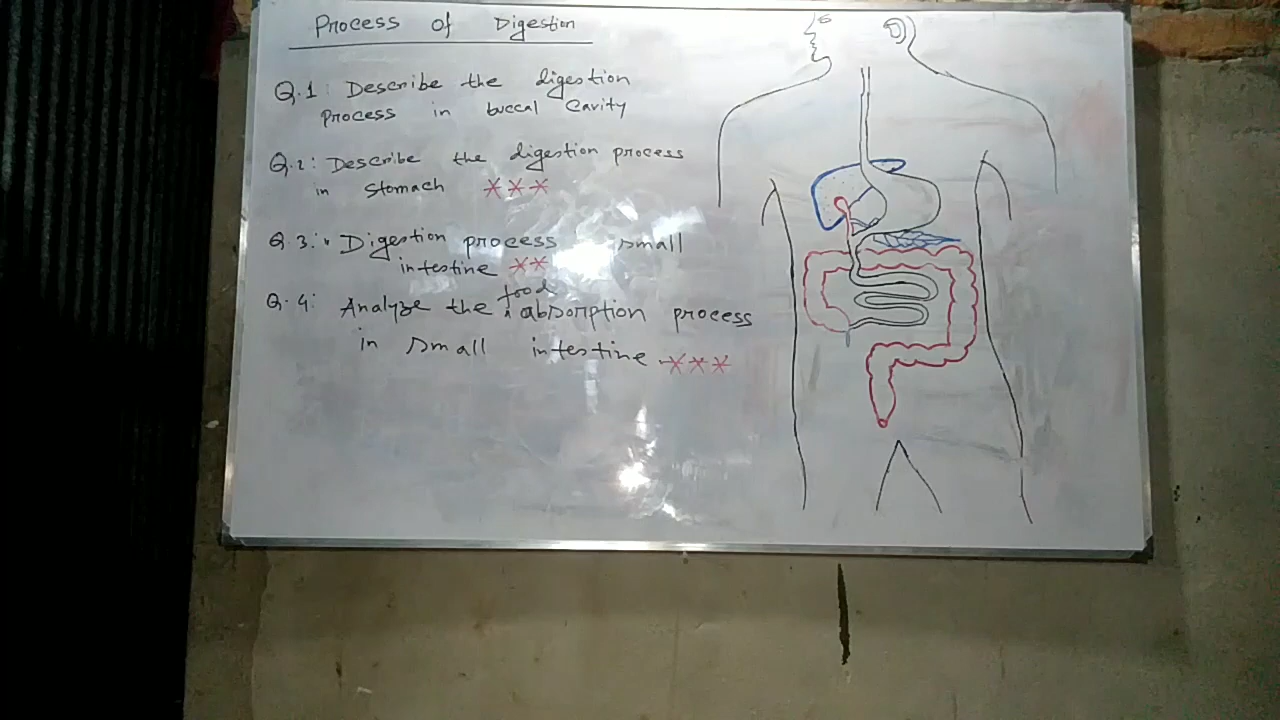 Process of Digestion
Q.1: Describe the digestion
process in buccal cavity
Q.2: Describe the digestion process
in stomach ***
Q.3: Digestion process small
intestine **
Q.4: Analyze the food absorption process
in small intestine ***